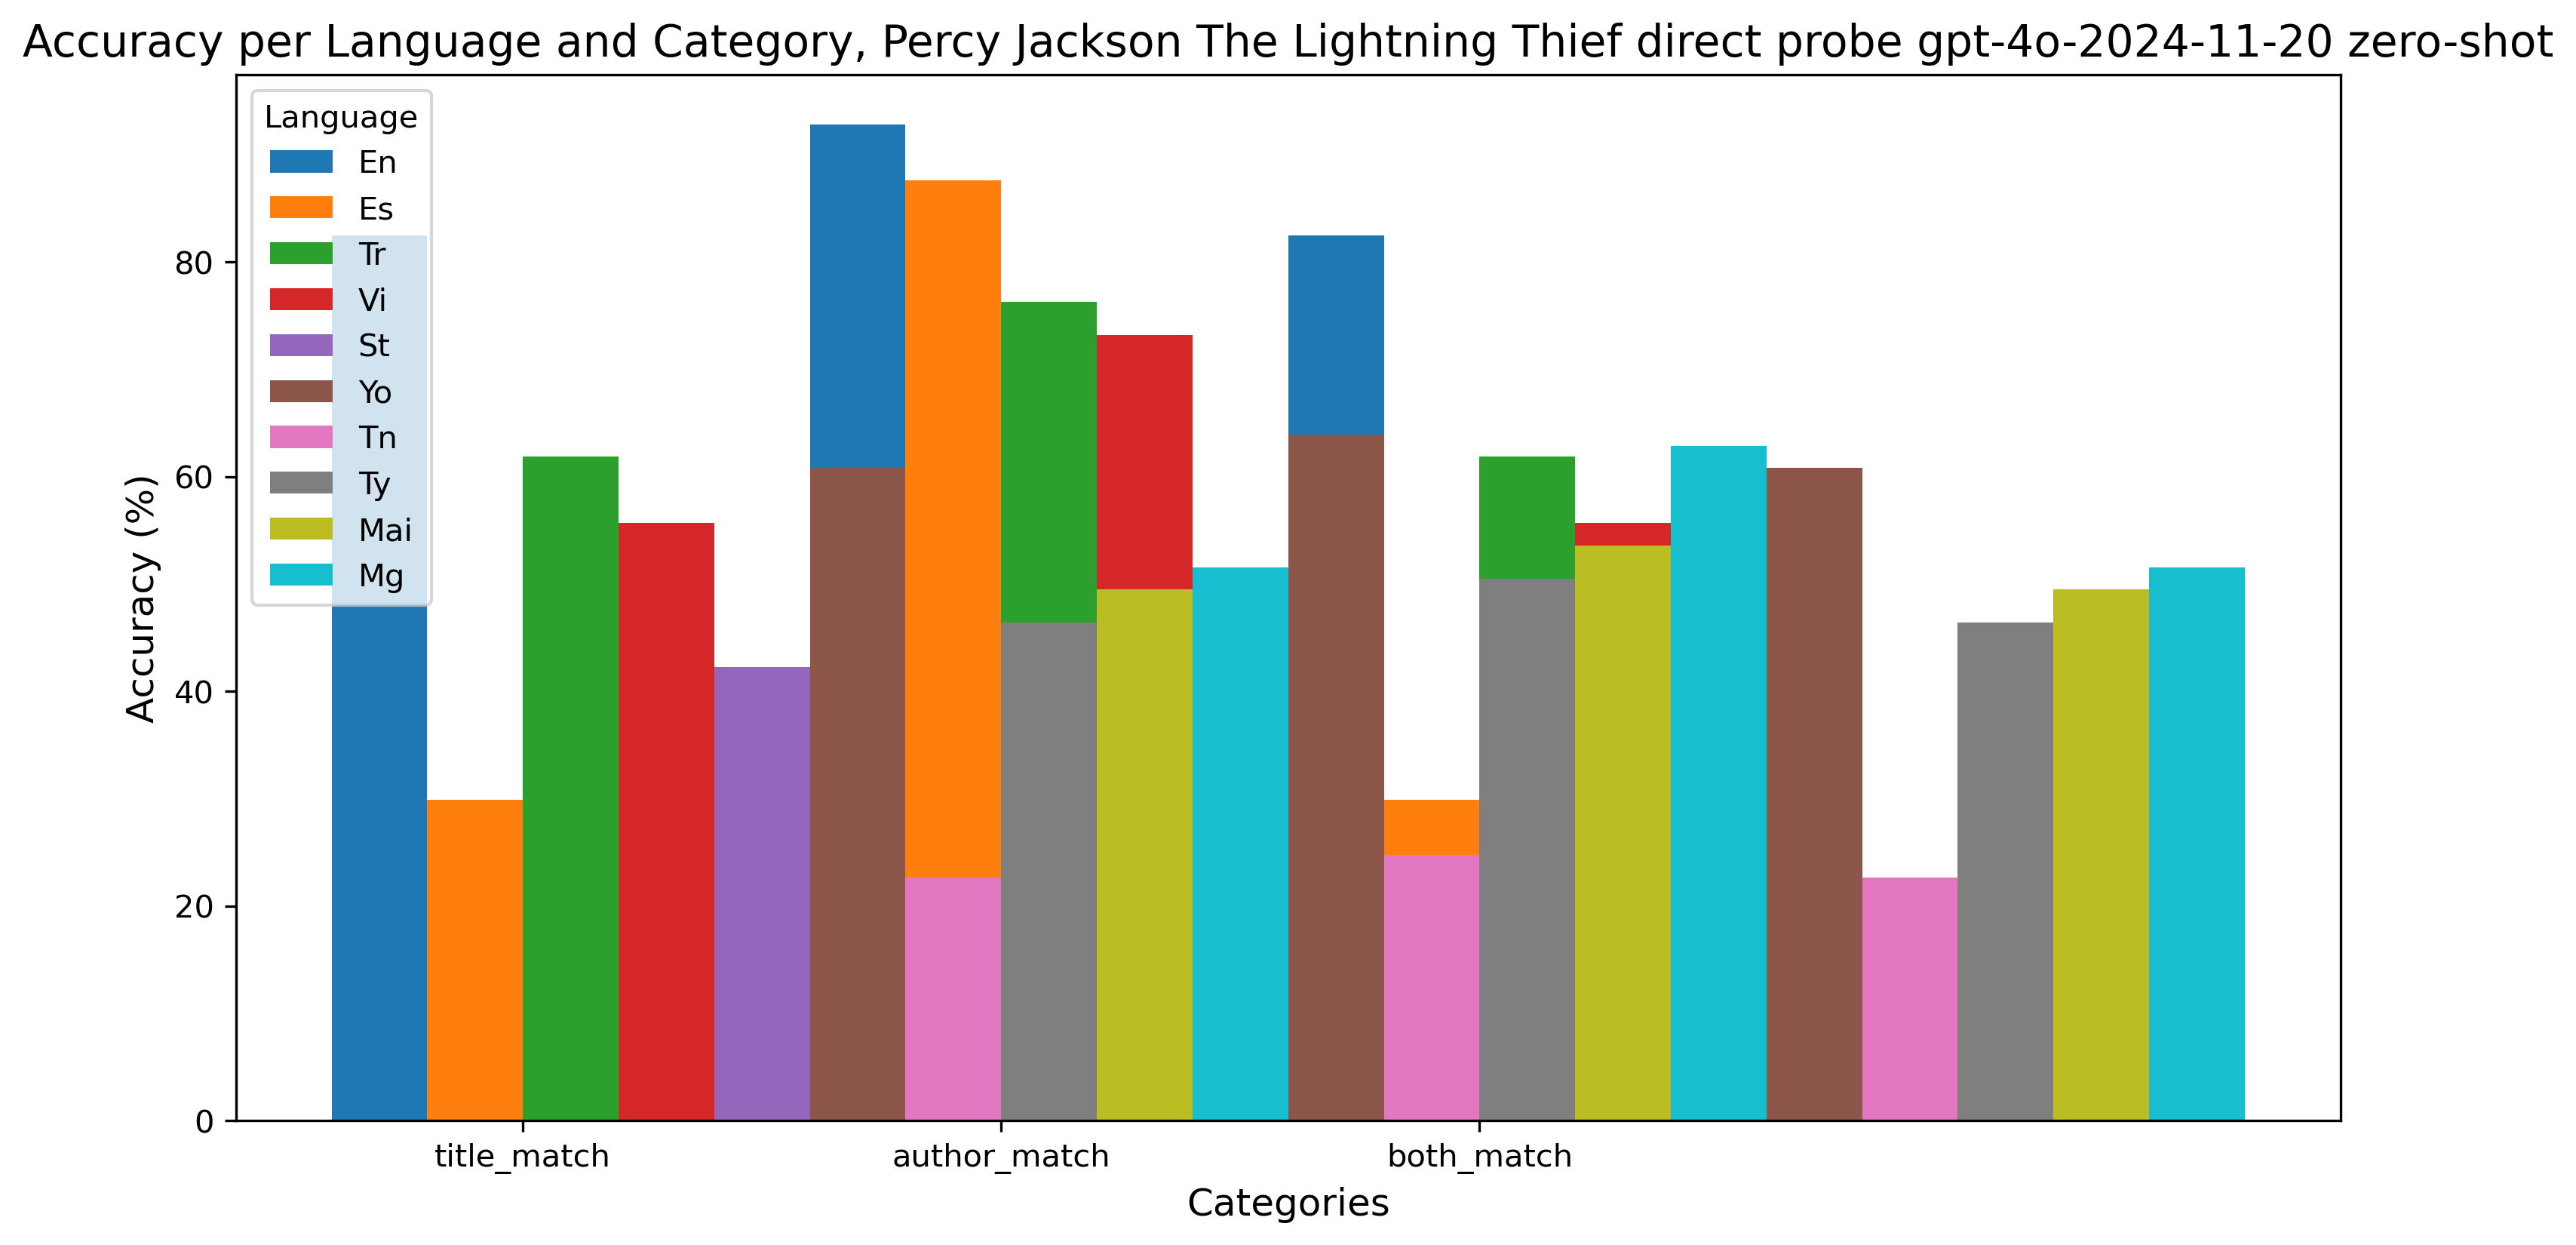 Accuracy per Language and Category, Percy Jackson The Lightning Thief direct probe gpt-4o-2024-11-20 zero-shot
Language
En
Es
Tr
Vi
St
Yo
Tn
Ty
Mai
Mg
Accuracy (%)
80
60
40
20
0
title_match author_match both_match
Categories